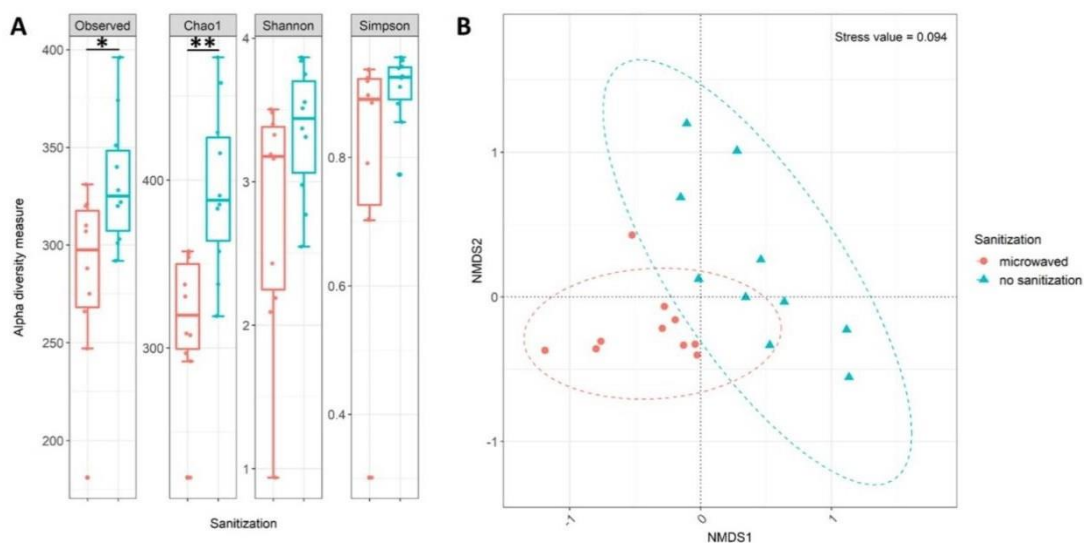 A
Observed
Chao1
Shannon
Simpson
*
**
Alpha diversity measure
400
350
300
250
200
400
300
4
3
2
1
0.8
0.6
0.4
Sanitization
B
Stress value = 0.094
NMDS2
1
0
-1
-1
0
1
NMDS1
Sanitization
microwaved
no sanitization